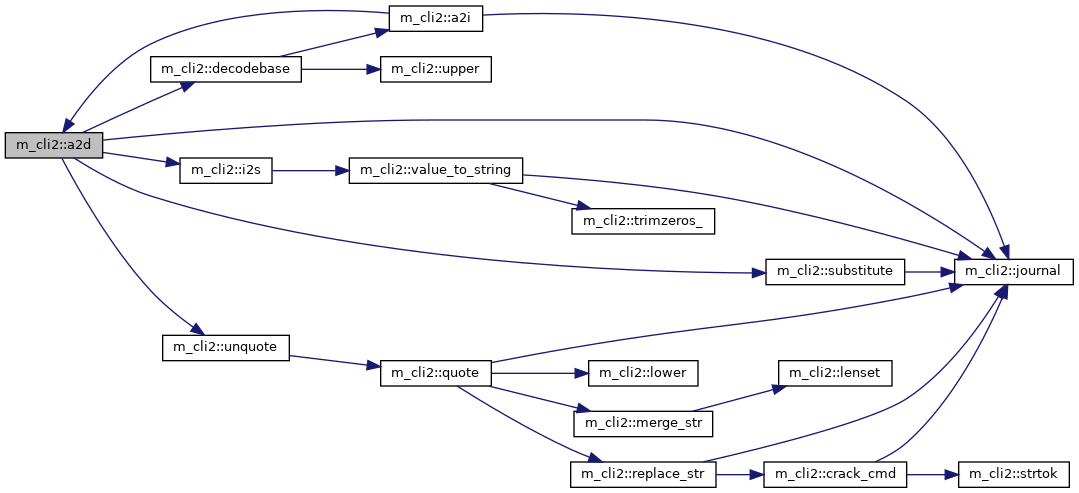 m_cli2::a2i
m_cli2::decodebase
m_cli2::upper
m_cli2::a2d
m_cli2::i2s
m_cli2::value_to_string
m_cli2::trimzeros_
m_cli2::substitute
m_cli2::journal
m_cli2::unquote
m_cli2::quote
m_cli2::lower
m_cli2::lenset
m_cli2::merge_str
m_cli2::replace_str
m_cli2::crack_cmd
m_cli2::strtok